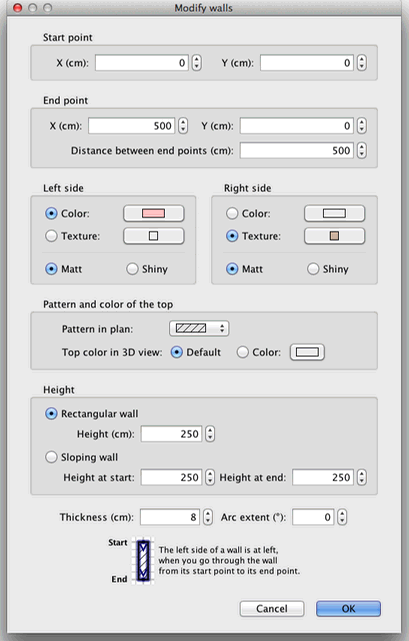 Modify walls
Start point
X (cm): 0 Y (cm): 0
End point
X (cm): 500 Y (cm): 0
Distance between end points (cm): 500
Left side Right side
Color: Color:
Texture: Texture:
Matt Shiny Matt Shiny
Pattern and color of the top
Pattern in plan:
Top color in 3D view: Default Color:
Height
Rectangular wall
Height (cm): 250
Sloping wall
Height at start: 250 Height at end: 250
Thickness (cm): 8 Arc extent (°): 0
Start
The left side of a wall is at left,
when you go through the wall
from its start point to its end point.
End
Cancel OK